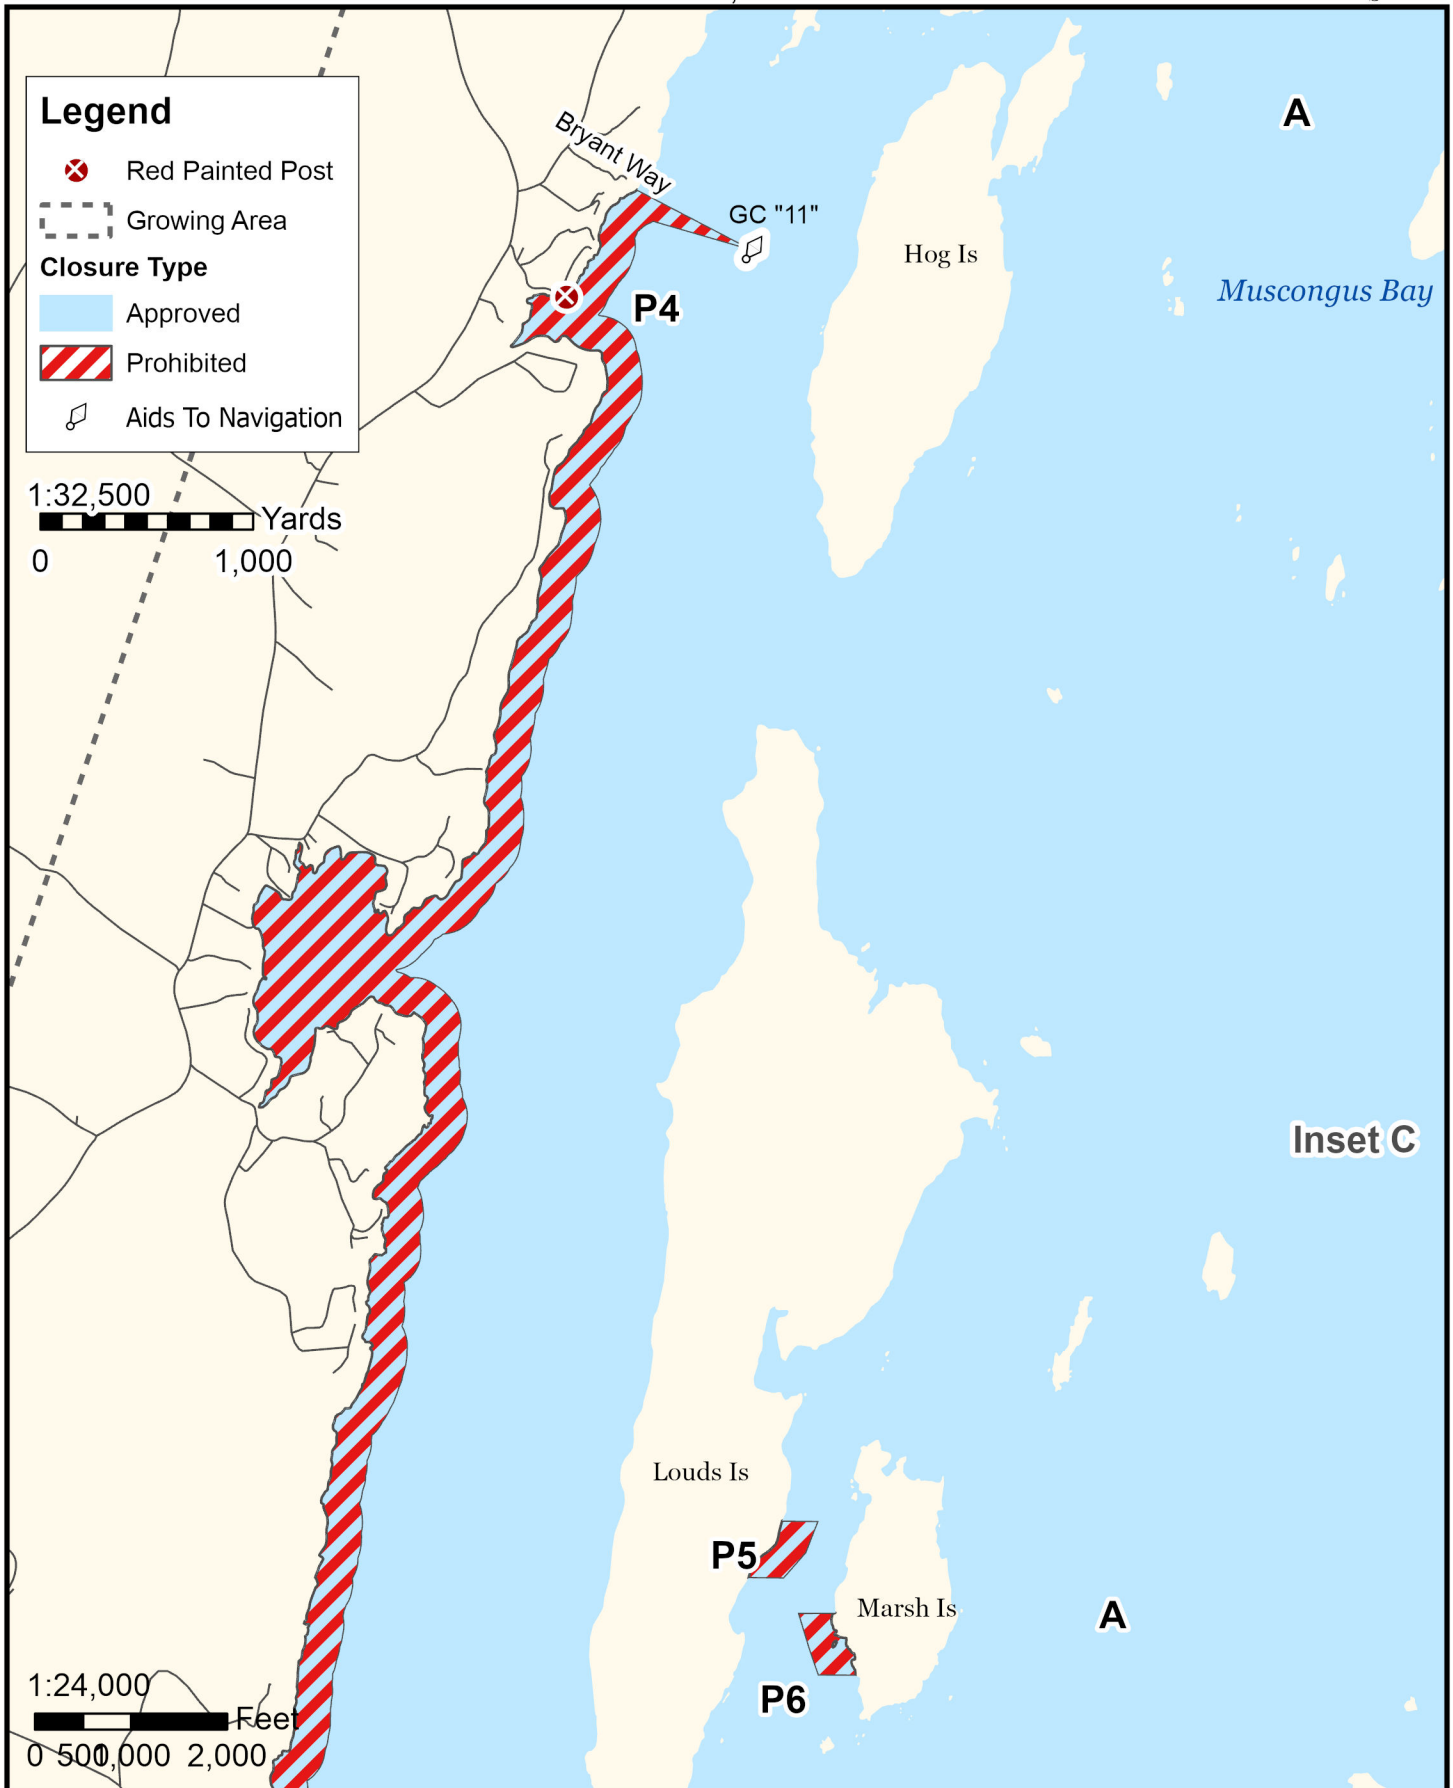 Legend
Red Painted Post
Growing Area
Closure Type
Approved
Prohibited
Aids To Navigation
1:32,500
Yards
0 1,000
Bryant Way
GC "11"
P4
Hog Is
A
Muscongus Bay
Inset C
Louds Is
P5
Marsh Is
A
P6
1:24,000
Feet
0 500 1,000 2,000